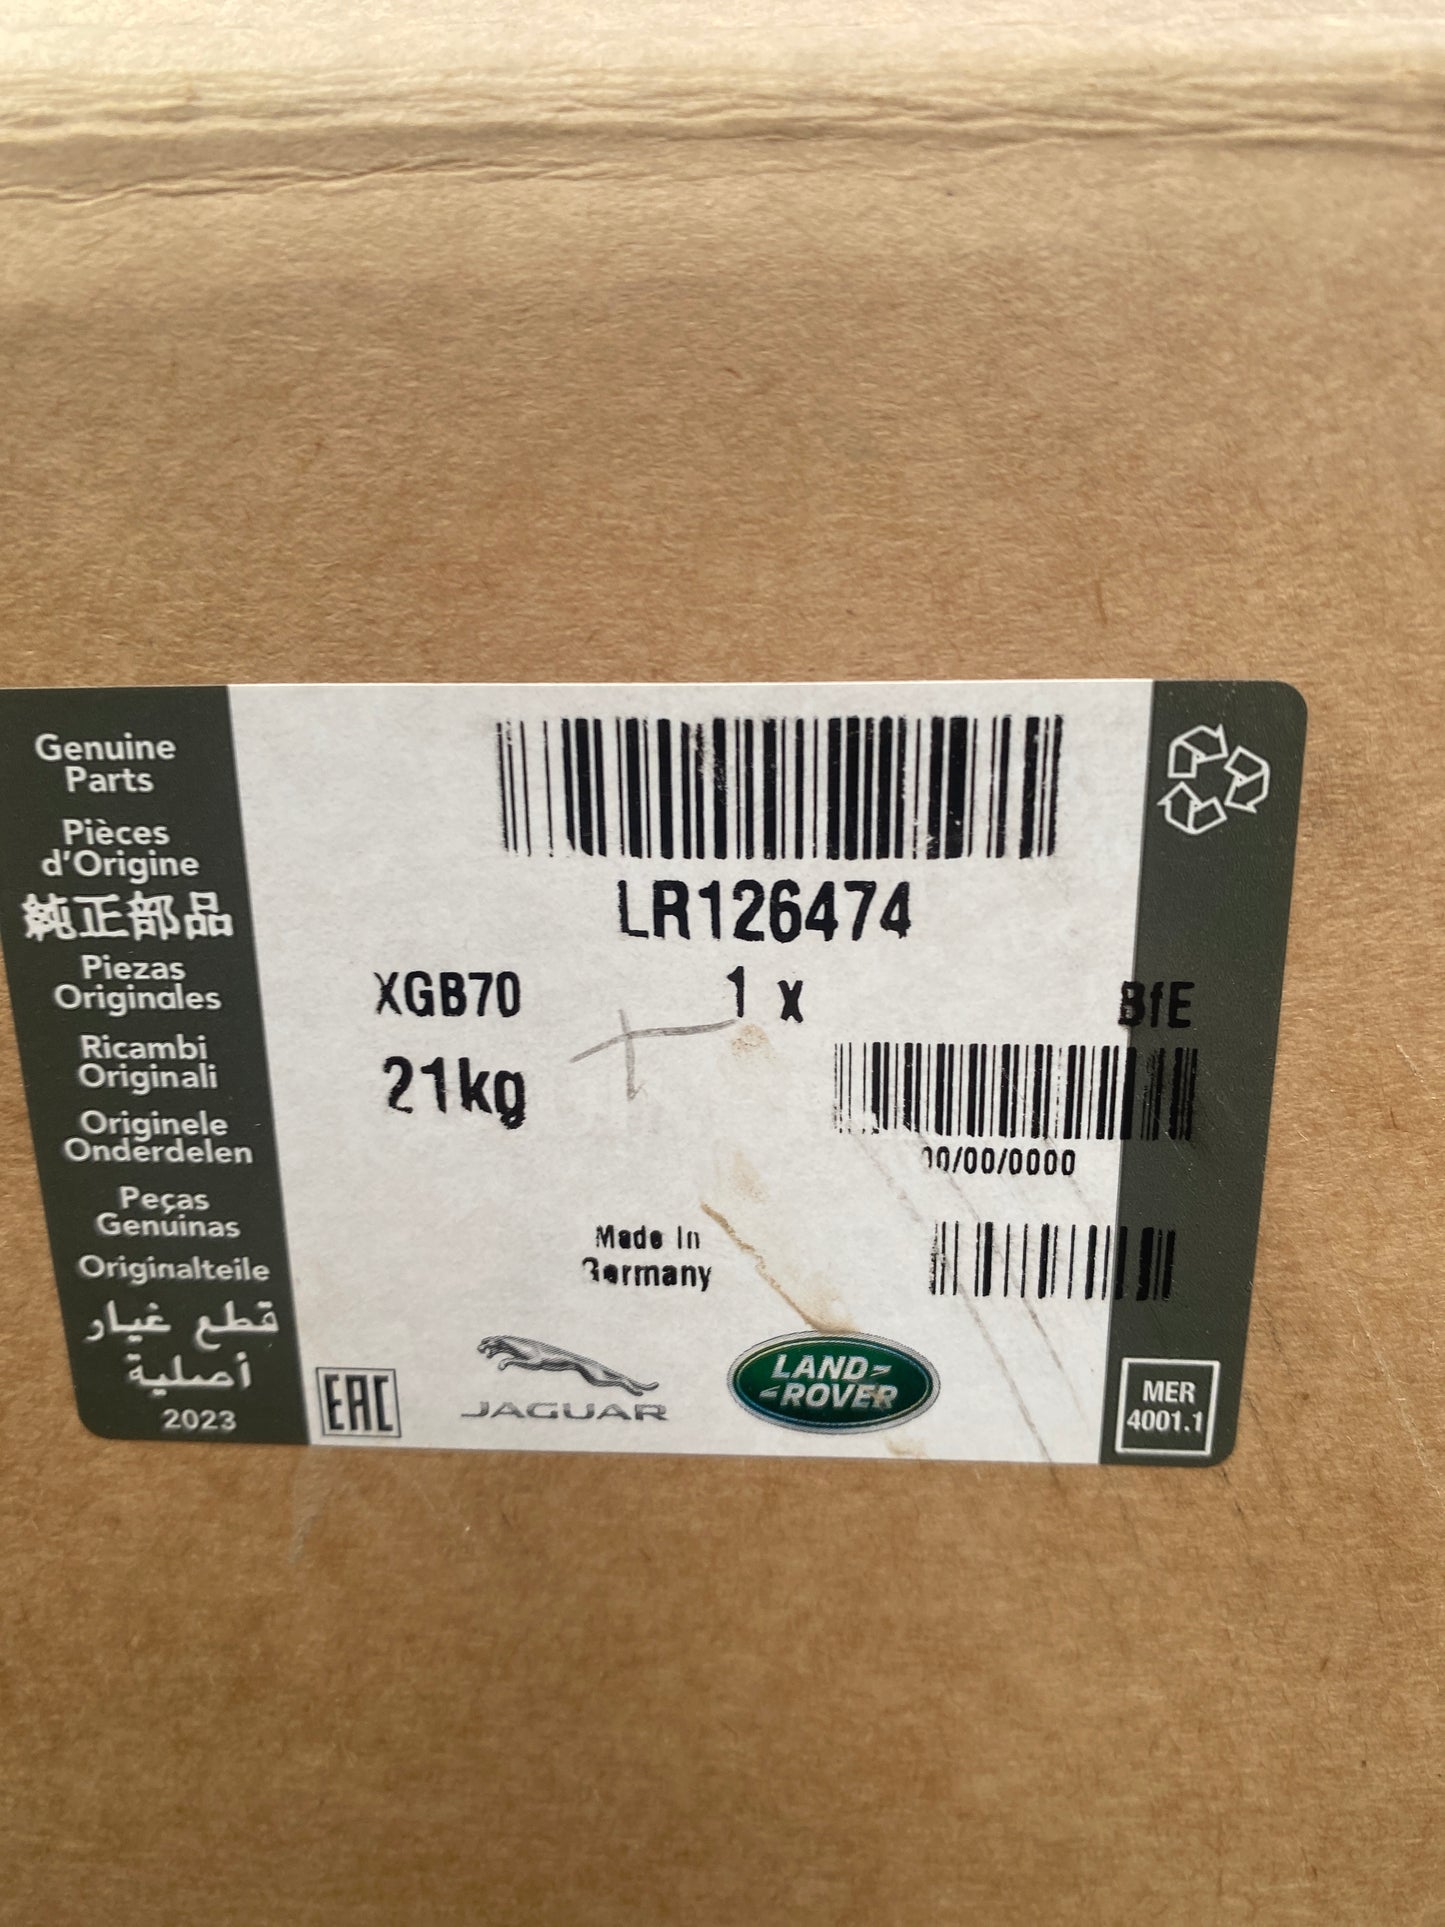 Genuine
Parts
Pièces
d'Origine
純正部品
Piezas
Originales
Ricambi
Originali
Originele
Onderdelen
Peças
Genuinas
Originalteile
قطع غيار
أصلية
2023
LR126474
XGB70
1 x
BfE
21kg
00/00/0000
Made In
Germany
EAC
JAGUAR
LAND-
-ROVER
MER
4001.1